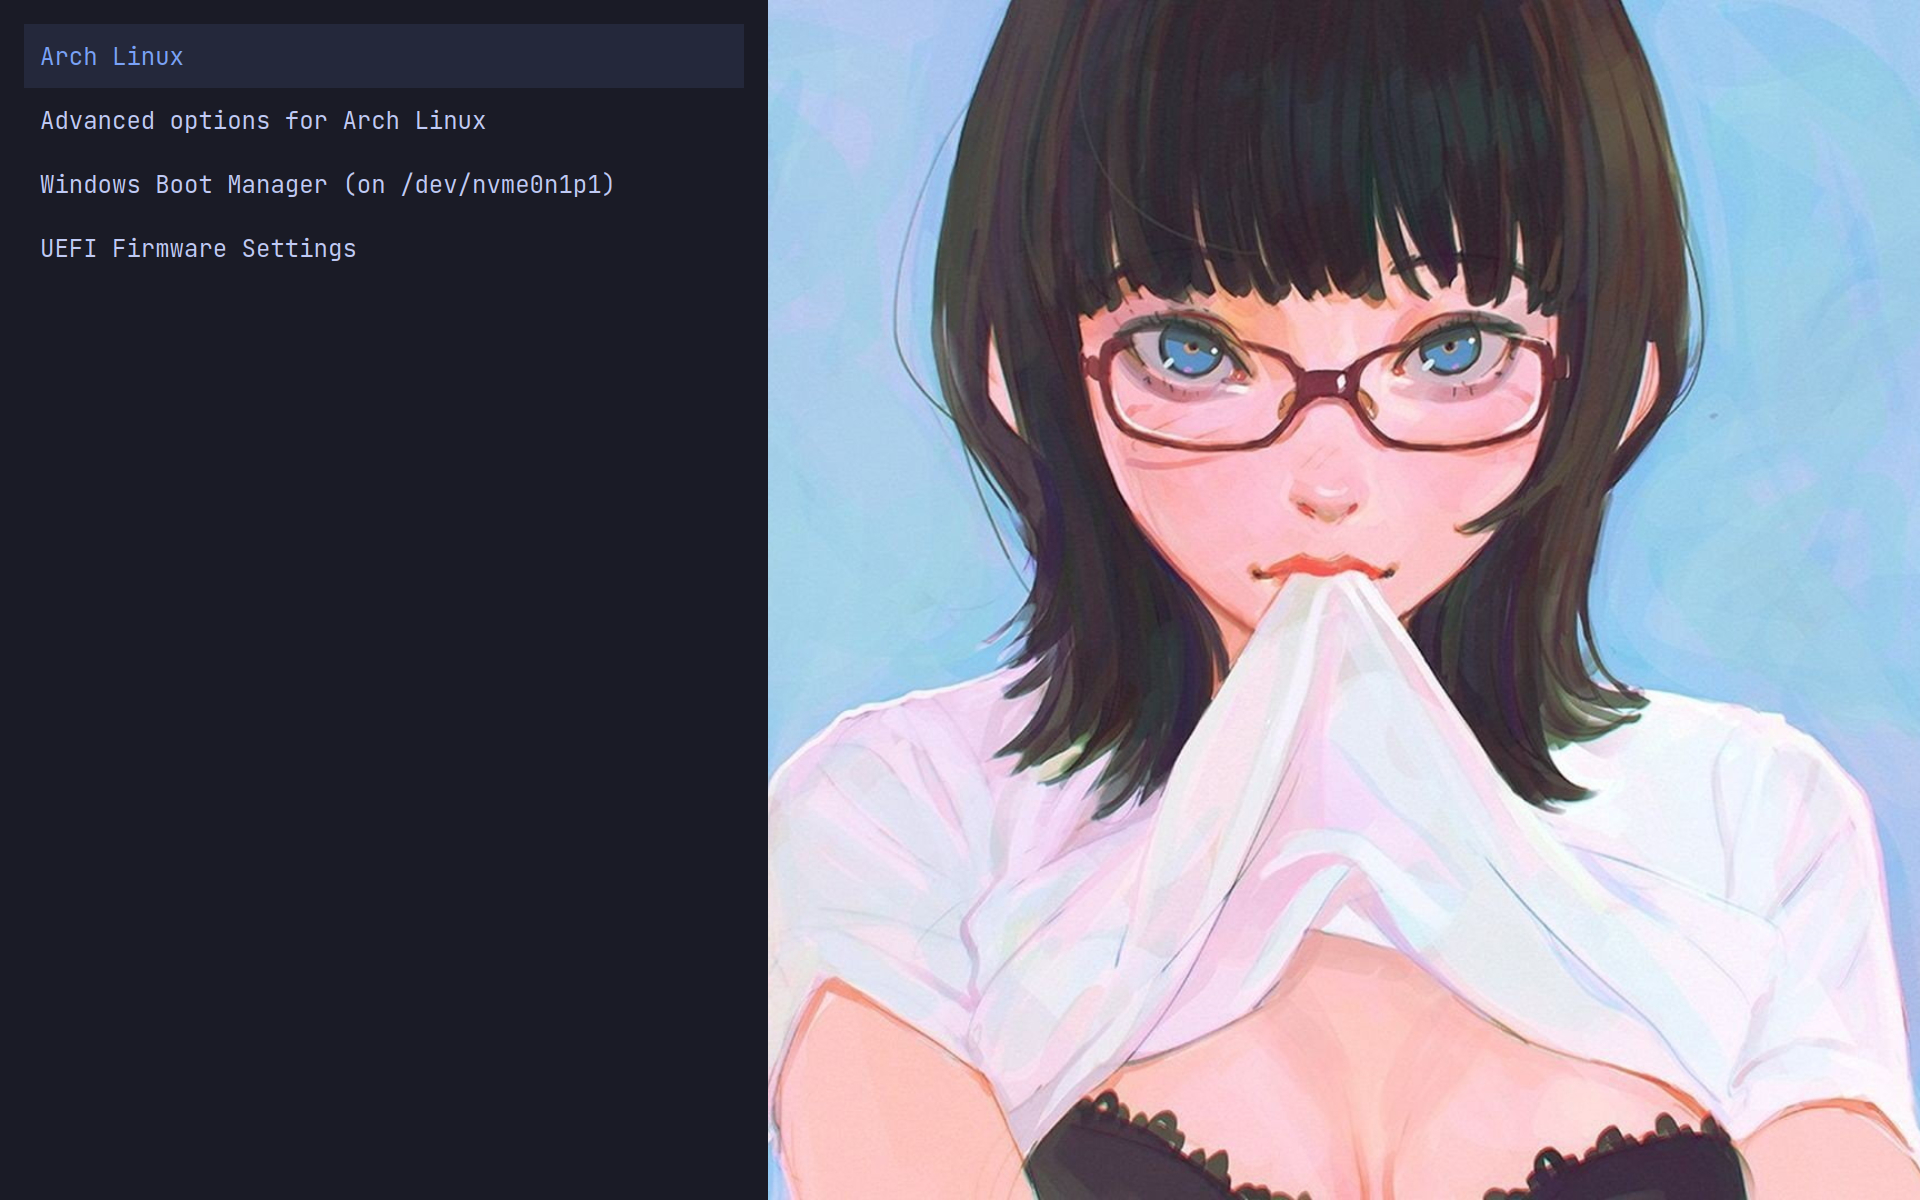 Arch Linux
Advanced options for Arch Linux
Windows Boot Manager (on /dev/nvme0n1p1)
UEFI Firmware Settings